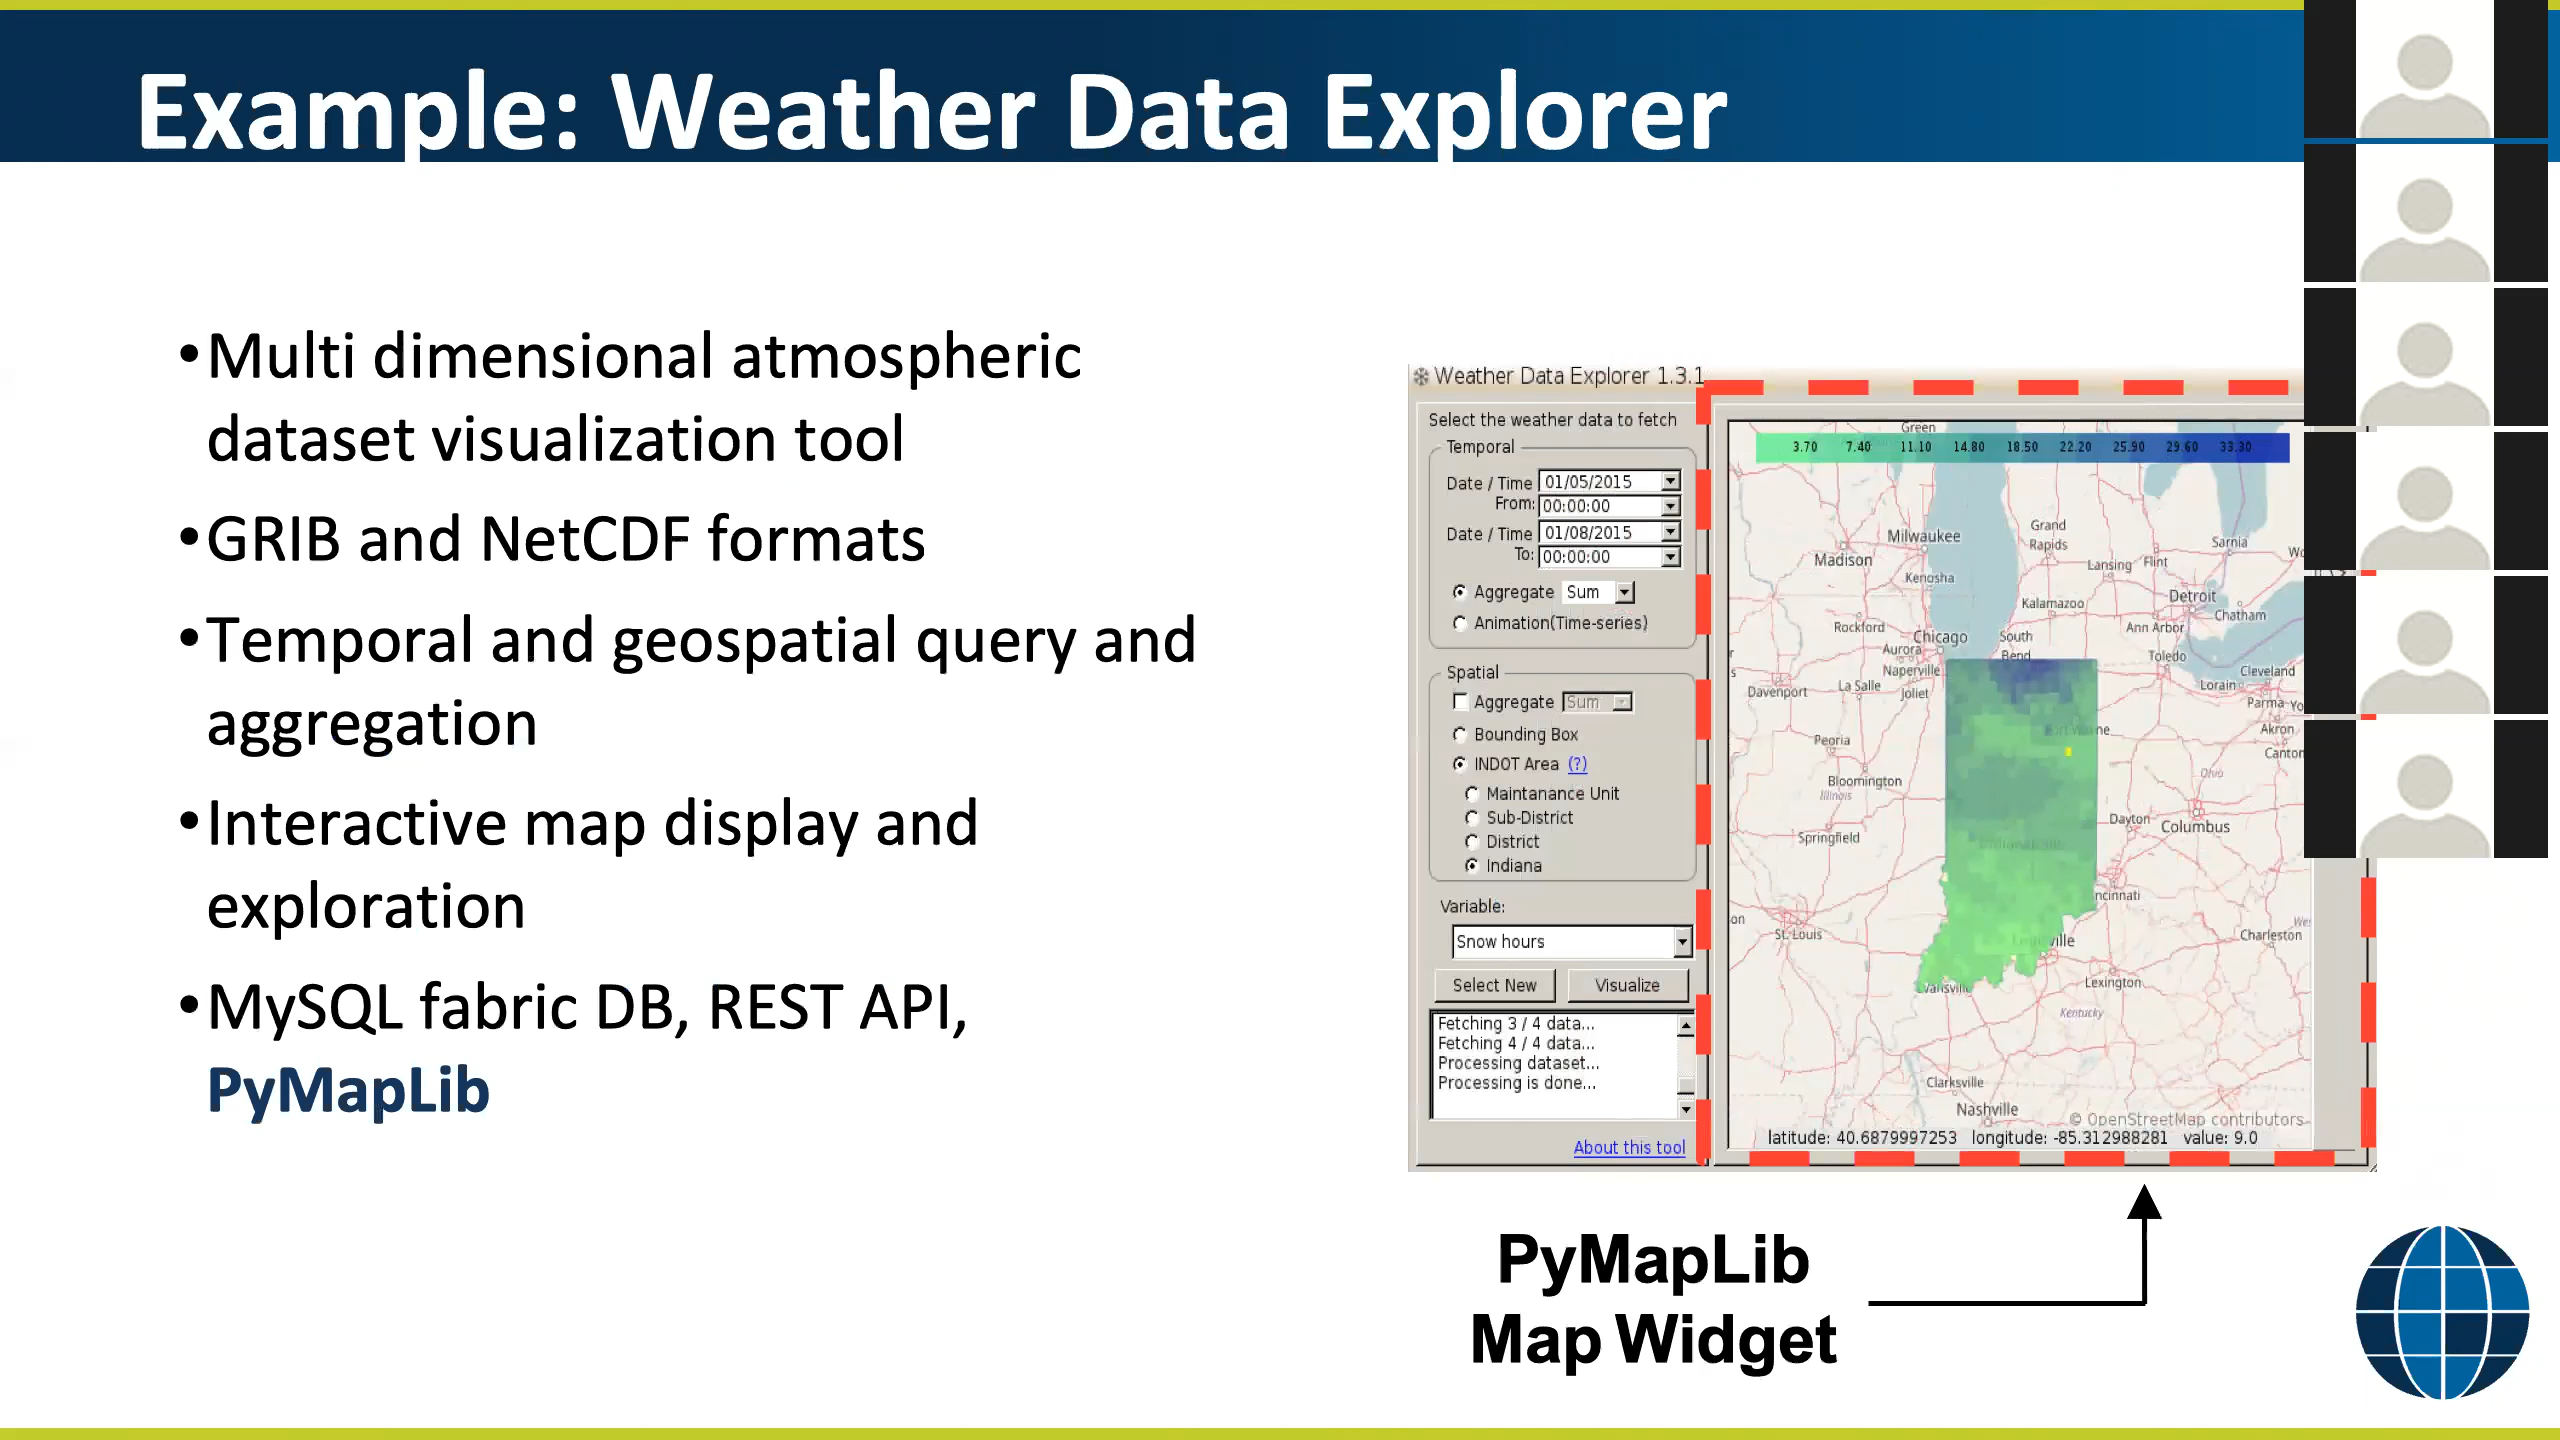 Example: Weather Data Explorer
•Multi dimensional atmospheric
dataset visualization tool
•GRIB and NetCDF formats
•Temporal and geospatial query and
aggregation
•Interactive map display and
exploration
•MySQL fabric DB, REST API,
PyMapLib
Weather Data Explorer 1.3.1
Select the weather data to fetch
Temporal
Date / Time From: 01/05/2015
00:00:00
Date / Time To: 01/08/2015
00:00:00
Aggregate Sum
Animation(Time-series)
Spatial
Aggregate Sum
Bounding Box
INDOT Area (?)
Maintanance Unit
Sub-District
District
Indiana
Variable:
Snow hours
Select New Visualize
Fetching 3 / 4 data...
Fetching 4 / 4 data...
Processing dataset...
Processing is done...
About this tool
Green
3.70 7.40 11.10 14.80 18.50 22.20 25.90 29.60 33.30
Milwaukee
Grand
Rapids
Sarnia
Madison
Lansing
Flint
Kenosha
Kalamazoo
Detroit
Chatham
Rockford
Chicago
South
Bend
Ann Arbor
Aurora
Naperville
Toledo
Cleveland
Davenport
La Salle
Joliet
Lorain
Parma
Akron
Canton
Peoria
Bloomington
Illinois
Ohio
Springfield
Dayton
Columbus
St. Louis
Charleston
Lexington
Kentucky
Clarksville
Nashville
© OpenStreetMap contributors
latitude: 40.6879997253 longitude: -85.312988281 value: 9.0
PyMapLib
Map Widget